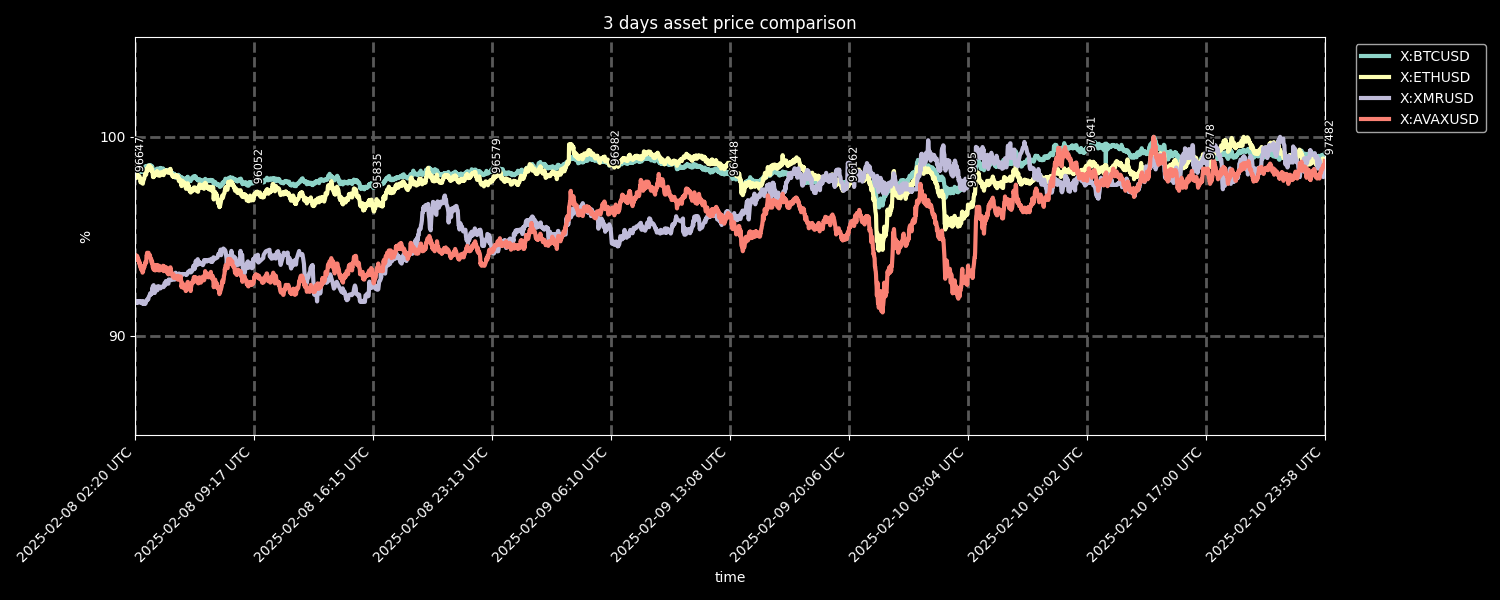 3 days asset price comparison
X:BTCUSD
X:ETHUSD
X:XMRUSD
X:AVAXUSD
100
90
%
96647
96052
95835
96579
96982
96448
96162
95905
97641
97278
97482
2025-02-08 02:20 UTC
2025-02-08 09:17 UTC
2025-02-08 16:15 UTC
2025-02-08 23:13 UTC
2025-02-09 06:10 UTC
2025-02-09 13:08 UTC
2025-02-09 20:06 UTC
2025-02-10 03:04 UTC
2025-02-10 10:02 UTC
2025-02-10 17:00 UTC
2025-02-10 23:58 UTC
time